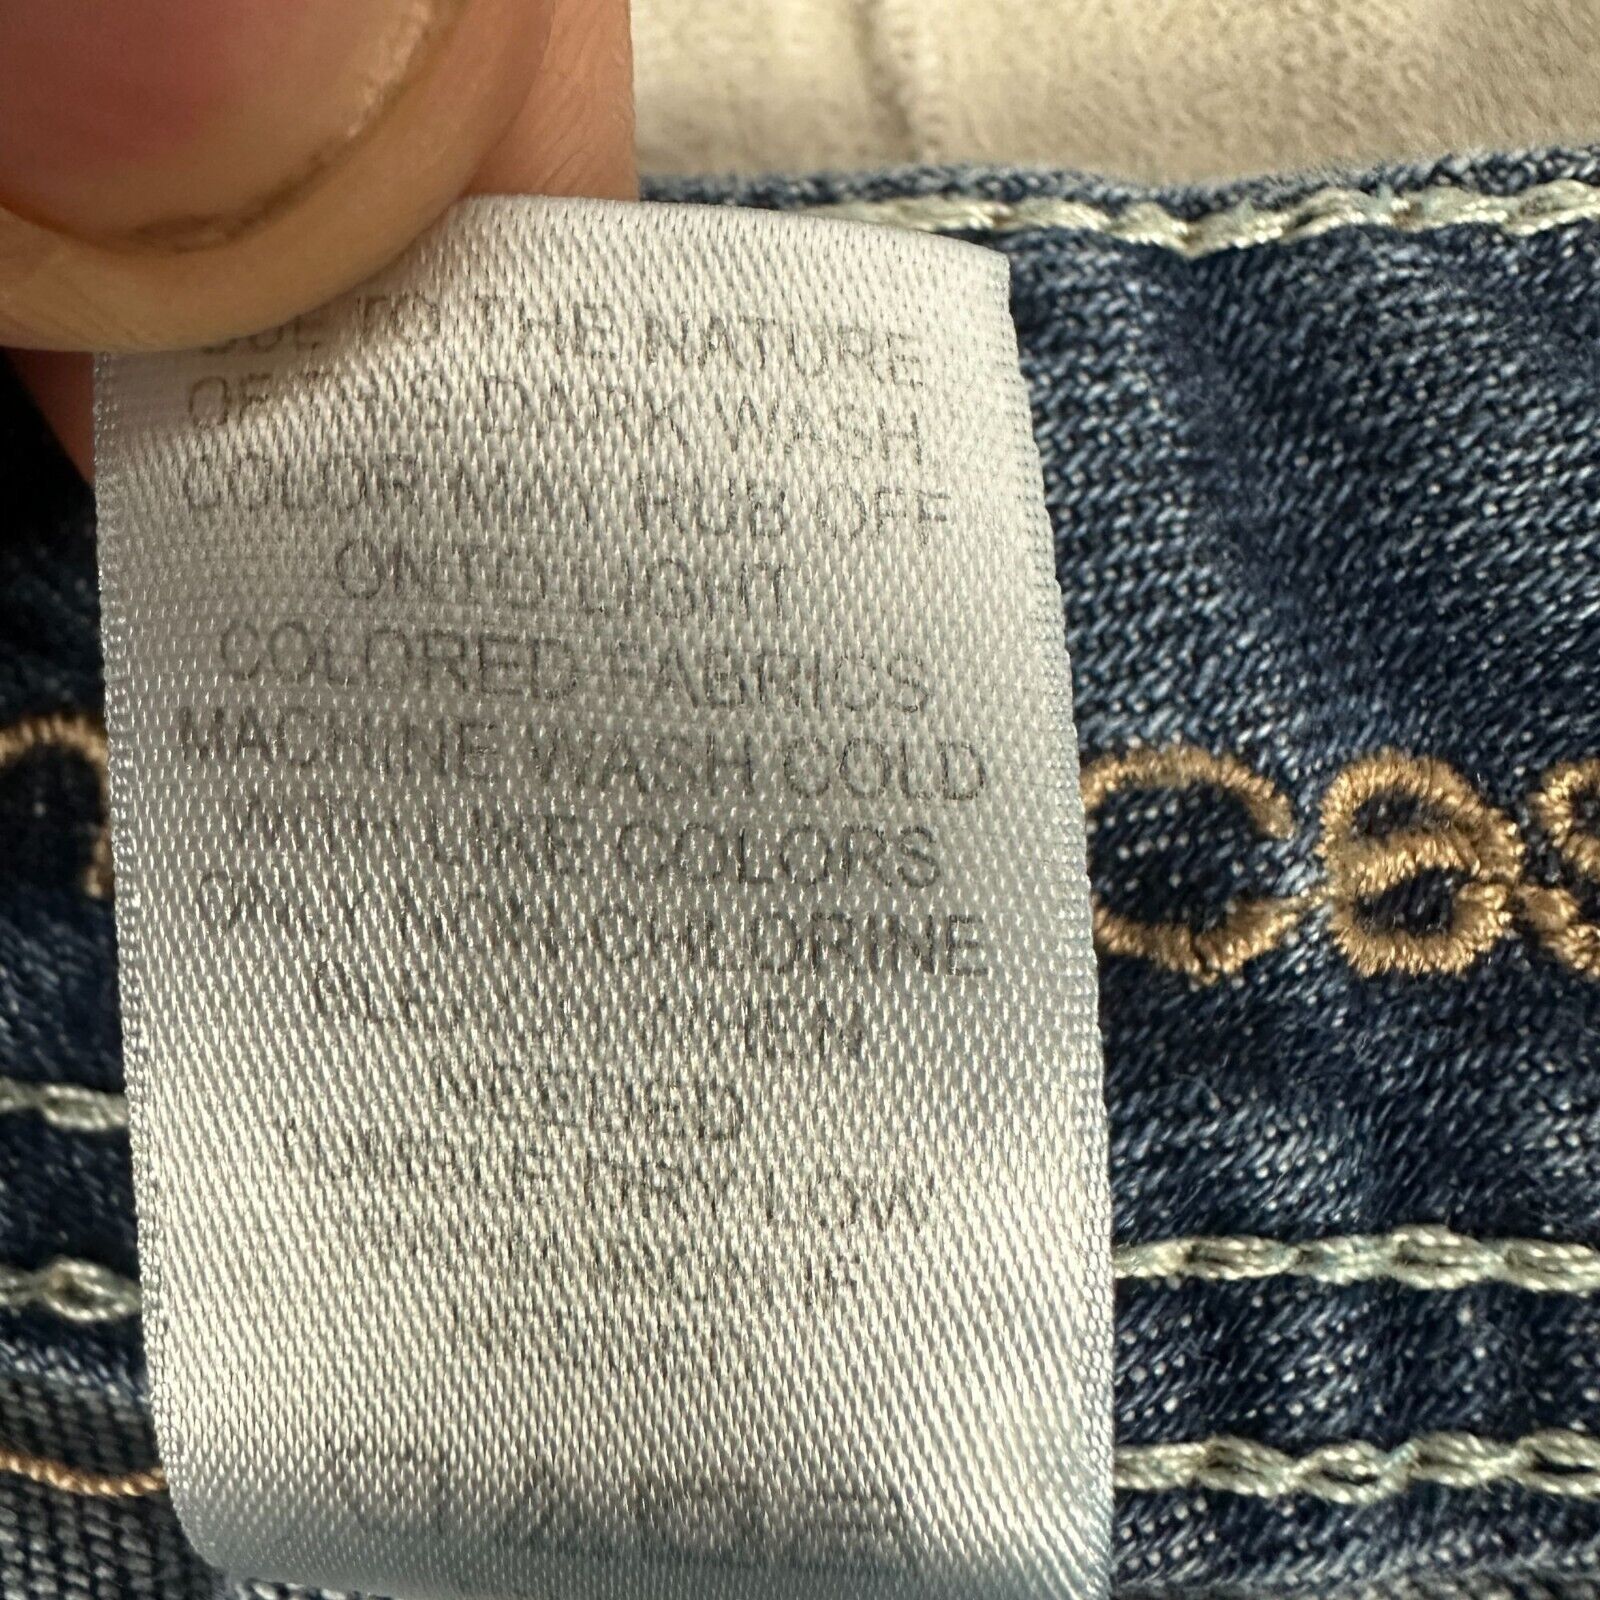 DUE TO THE NATURE
OF THIS DARK WASH
COLOR MAY RUB OFF
ONTO LIGHT
COLORED FABRICS
MACHINE WASH COLD
WITH LIKE COLORS
ONLY NON-CHLORINE
BLEACH WHEN
NEEDED
TUMBLE DRY LOW
Cas